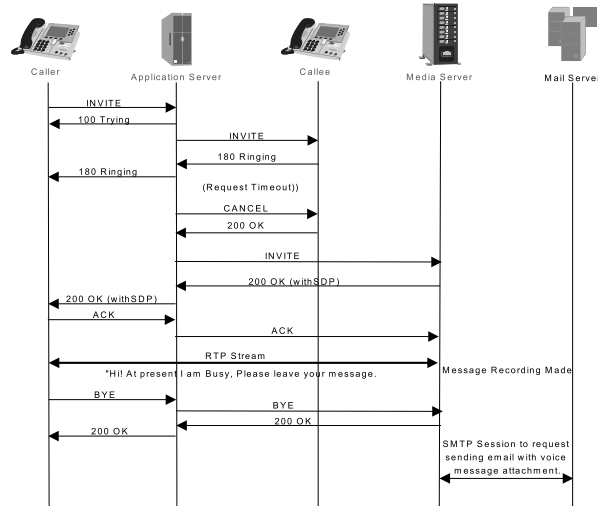 Caller
Application Server
Callee
Media Server
Mail Server
INVITE
100 Trying
INVITE
180 Ringing
180 Ringing
(Request Timeout))
CANCEL
200 OK
INVITE
200 OK (withSDP)
200 OK (withSDP)
ACK
ACK
RTP Stream
"Hi! At present I am Busy, Please leave your message.
Message Recording Made
BYE
BYE
200 OK
200 OK
SMTP Session to request
sending email with voice
message attachment.